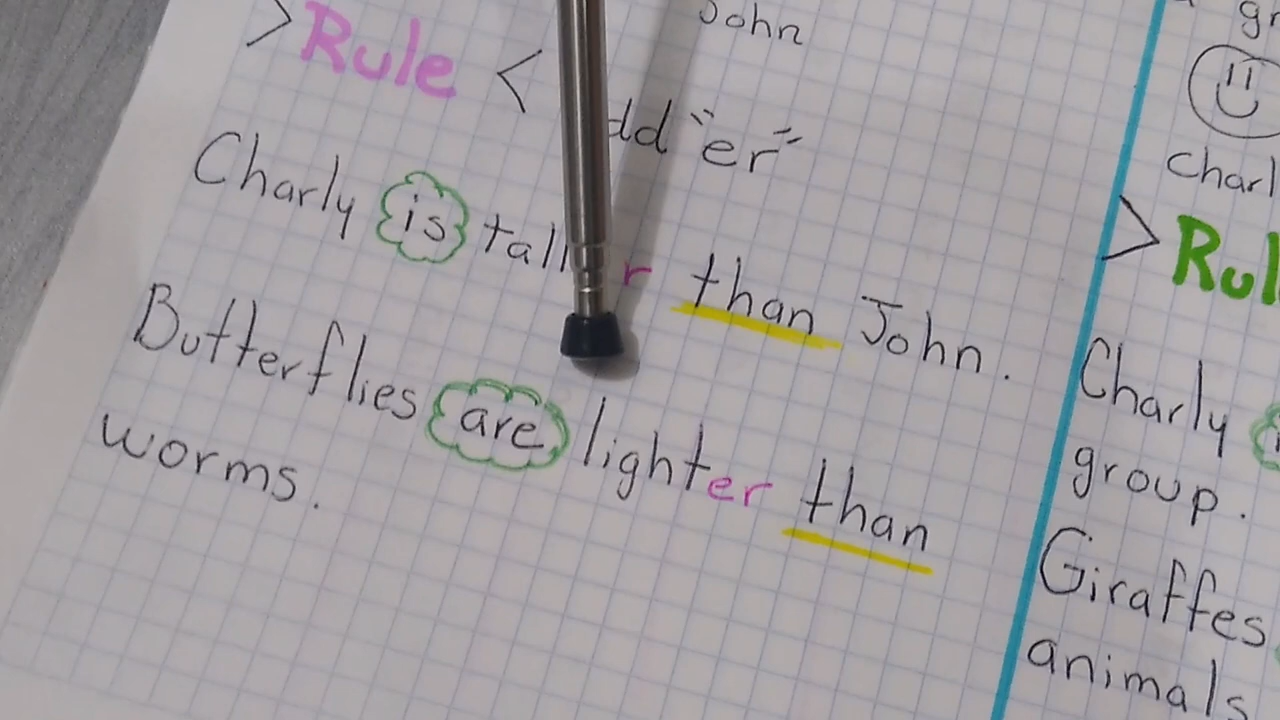 John
> Rule < dd "er"
Charly is tall r than John.
Butterflies are lighter than
worms.
gr
Charl
> Rul
Charly i
group.
Giraffes
animals